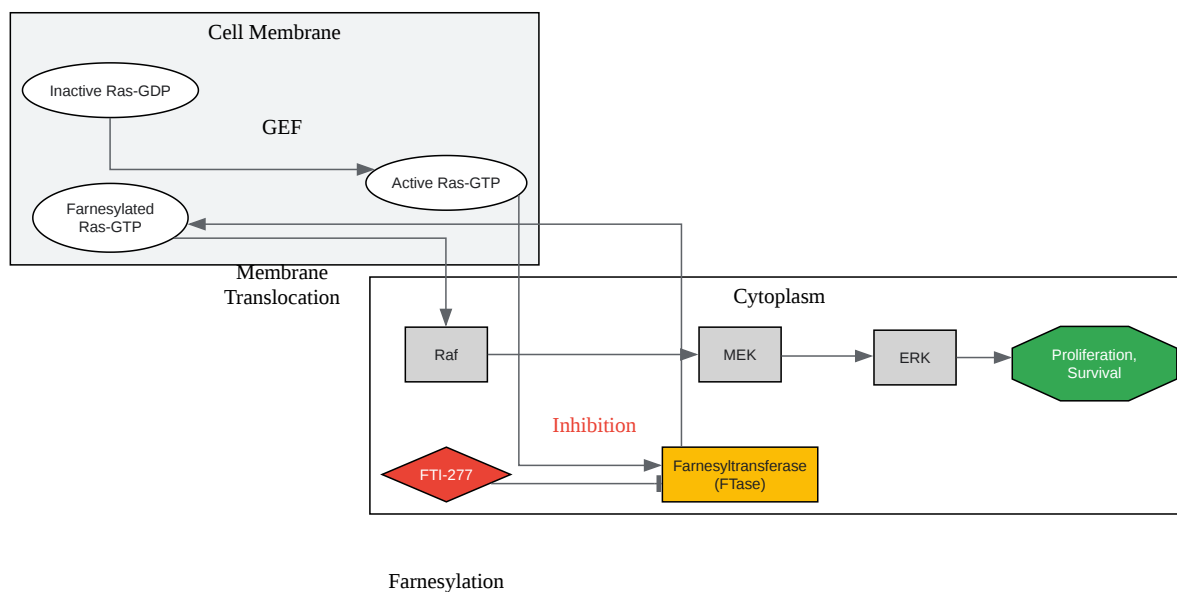 Cell Membrane
Inactive Ras-GDP
GEF
Active Ras-GTP
Farnesylated
Ras-GTP
Membrane
Translocation
Cytoplasm
Raf
MEK
ERK
Proliferation,
Survival
Inhibition
FTI-277
Farnesyltransferase
(FTase)
Farnesylation